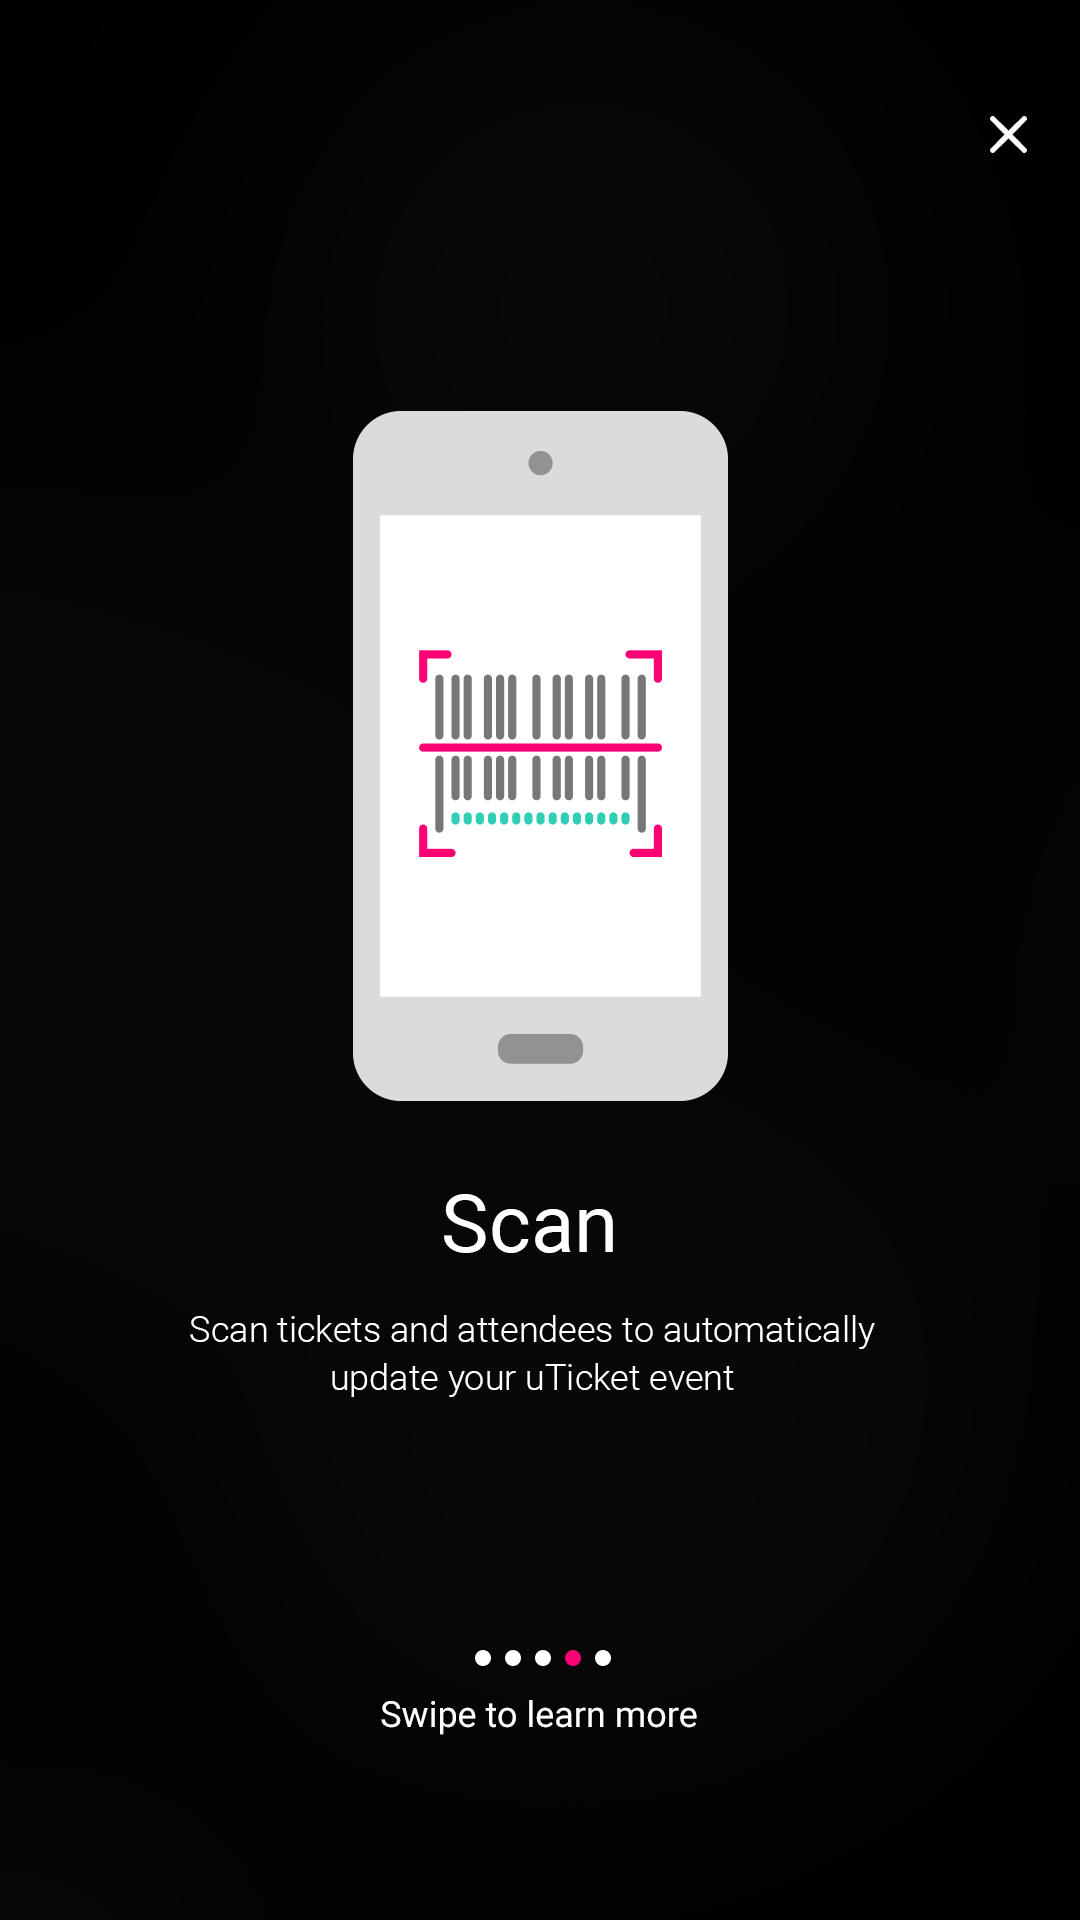 Scan
Scan tickets and attendees to automatically
update your uTicket event
Swipe to learn more